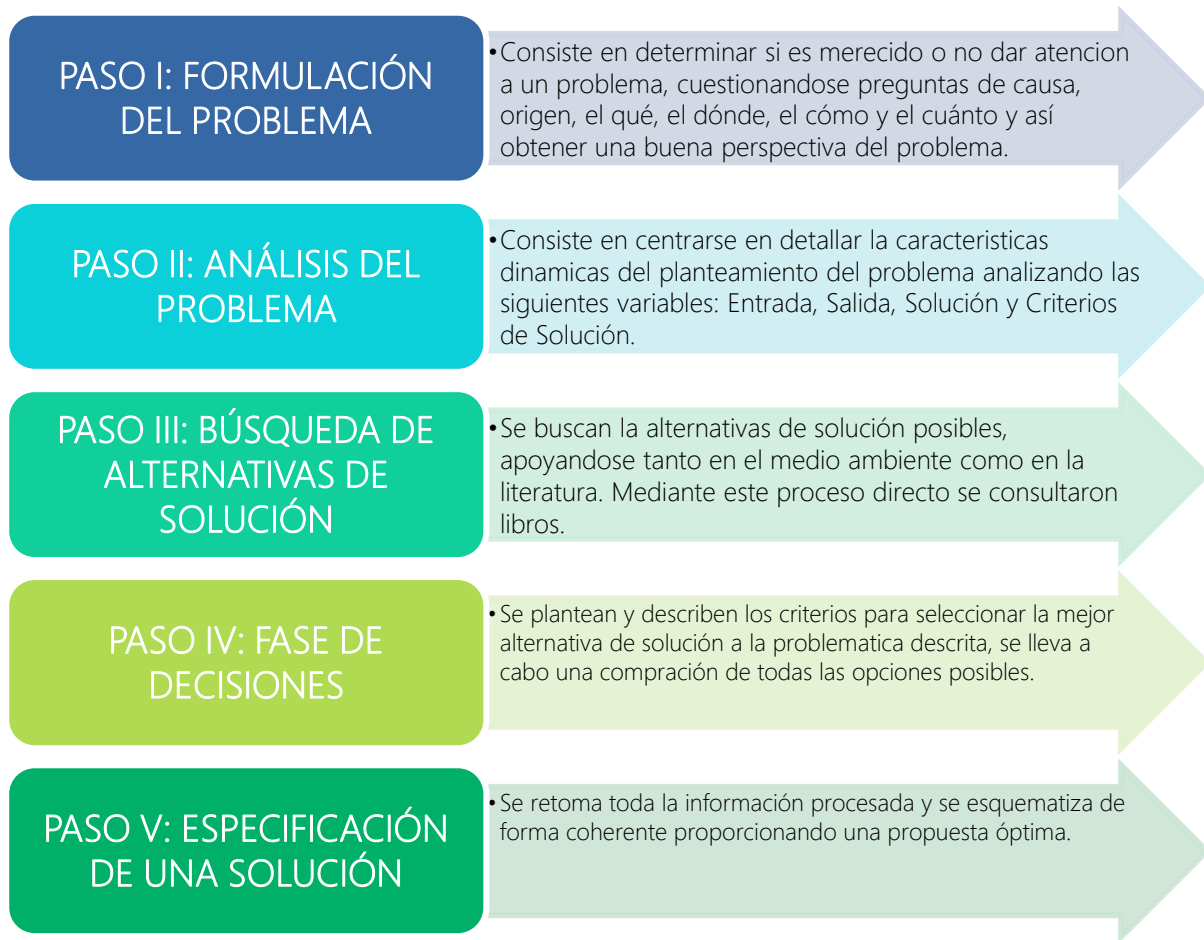 PASO I: FORMULACIÓN
DEL PROBLEMA
•Consiste en determinar si es merecido o no dar atencion
a un problema, cuestionandose preguntas de causa,
origen, el qué, el dónde, el cómo y el cuánto y así
obtener una buena perspectiva del problema.
PASO II: ANÁLISIS DEL
PROBLEMA
•Consiste en centrarse en detallar la caracteristicas
dinamicas del planteamiento del problema analizando las
siguientes variables: Entrada, Salida, Solución y Criterios
de Solución.
PASO III: BÚSQUEDA DE
ALTERNATIVAS DE
SOLUCIÓN
•Se buscan la alternativas de solución posibles,
apoyandose tanto en el medio ambiente como en la
literatura. Mediante este proceso directo se consultaron
libros.
PASO IV: FASE DE
DECISIONES
•Se plantean y describen los criterios para seleccionar la mejor
alternativa de solución a la problematica descrita, se lleva a
cabo una compración de todas las opciones posibles.
PASO V: ESPECIFICACIÓN
DE UNA SOLUCIÓN
•Se retoma toda la información procesada y se esquematiza de
forma coherente proporcionando una propuesta óptima.